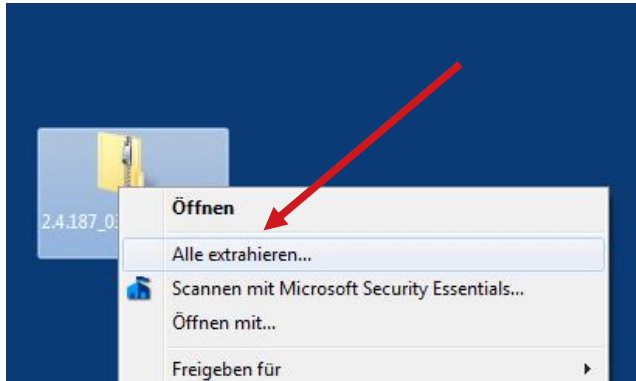 2.4.187_0
Öffnen
Alle extrahieren...
Scannen mit Microsoft Security Essentials...
Öffnen mit...
Freigeben für